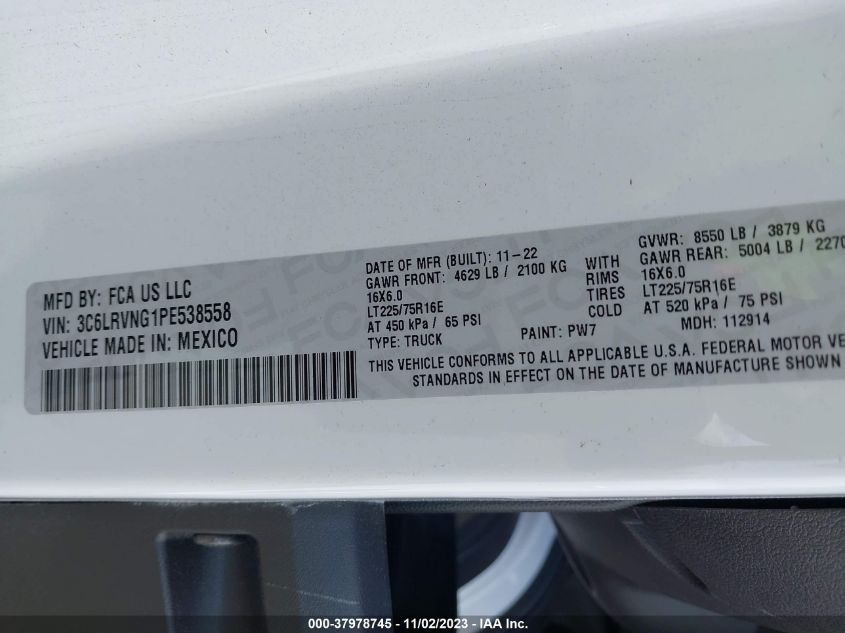 MFD BY: FCA US LLC
VIN: 3C6LRVNG1PE538558
VEHICLE MADE IN: MEXICO
DATE OF MFR (BUILT): 11-22 GVWR: 8550 LB / 3879 KG
GAWR FRONT: 4629 LB / 2100 KG WITH GAWR REAR: 5004 LB / 2270
16X6.0 RIMS 16X6.0
LT225/75R16E TIRES LT225/75R16E
AT 450 kPa / 65 PSI COLD AT 520 kPa / 75 PSI
TYPE: TRUCK PAINT: PW7 MDH: 112914
THIS VEHICLE CONFORMS TO ALL APPLICABLE U.S.A. FEDERAL MOTOR VE
STANDARDS IN EFFECT ON THE DATE OF MANUFACTURE SHOWN
000-37978745 - 11/02/2023 - IAA Inc.